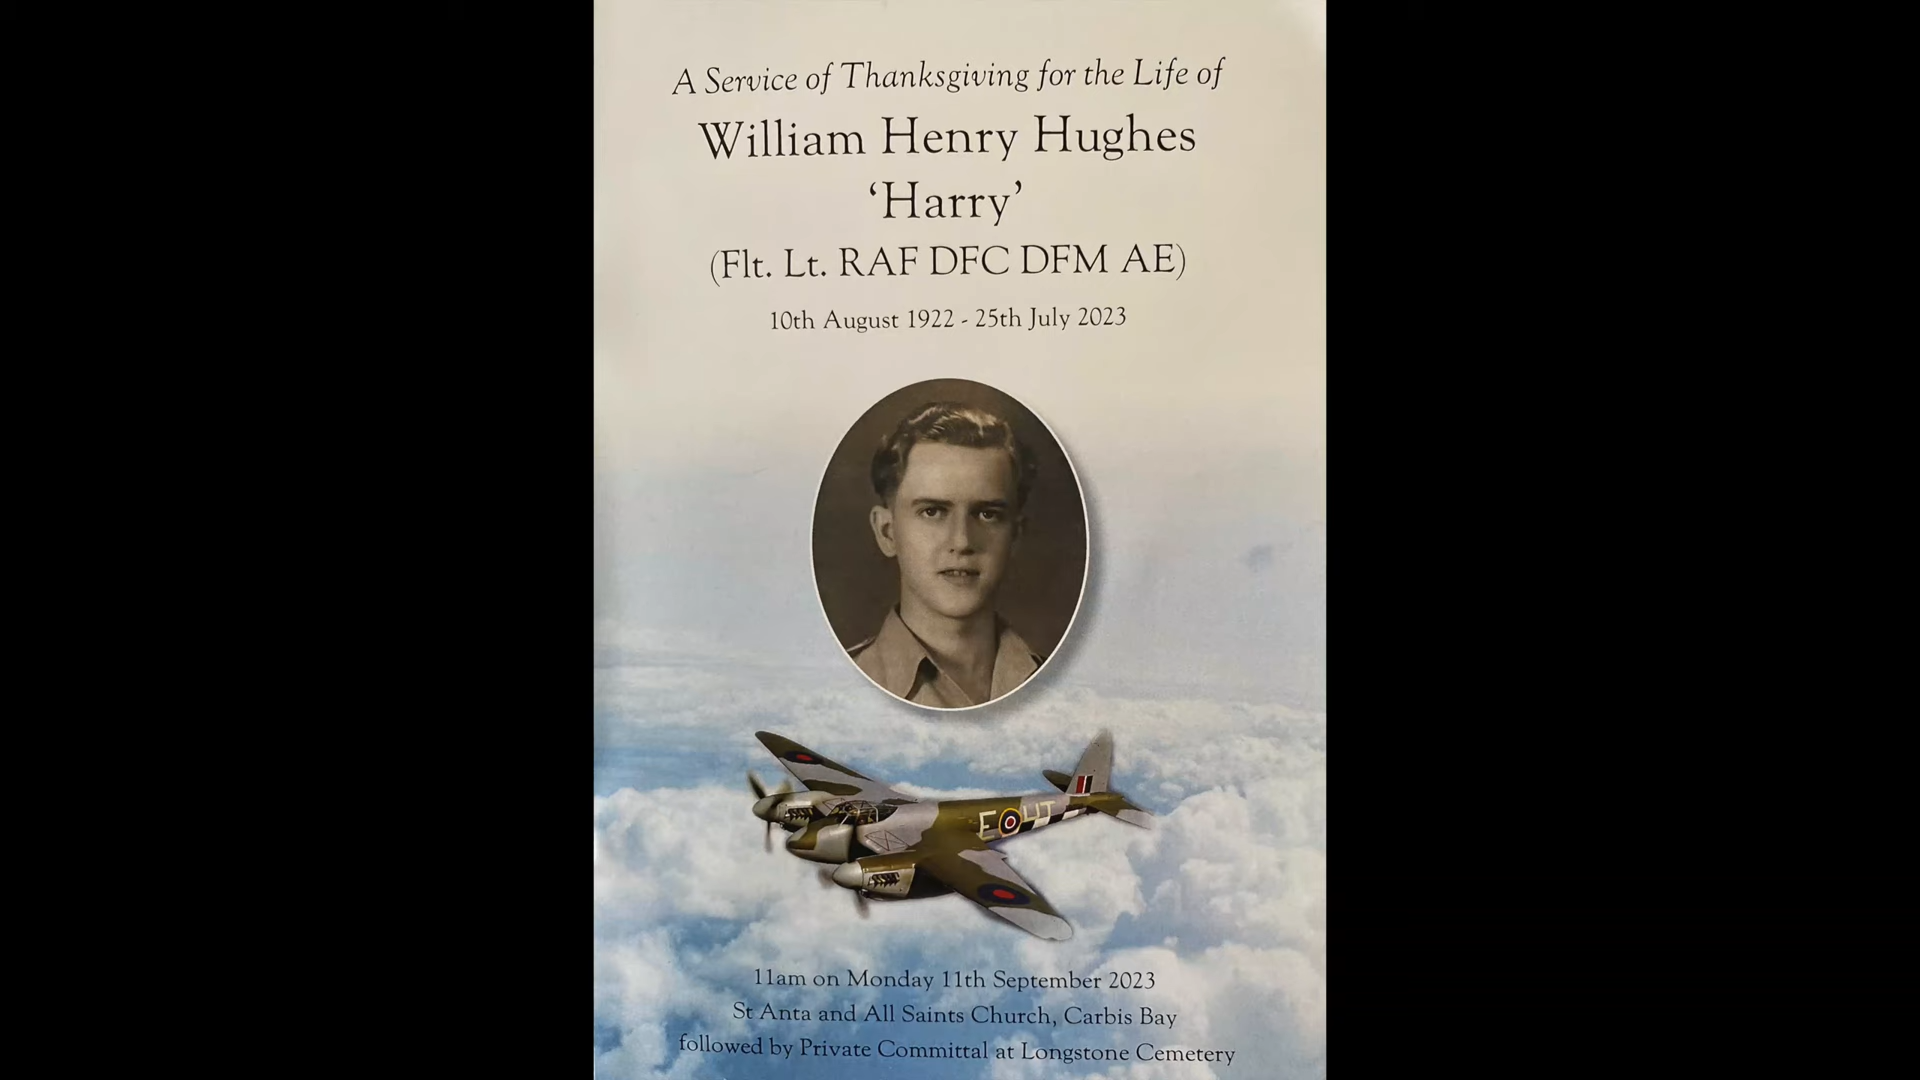 A Service of Thanksgiving for the Life of
William Henry Hughes
‘Harry’
(Flt. Lt. RAF DFC DFM AE)
10th August 1922 - 25th July 2023
E UT
11am on Monday 11th September 2023
St Anta and All Saints Church, Carbis Bay
followed by Private Committal at Longstone Cemetery